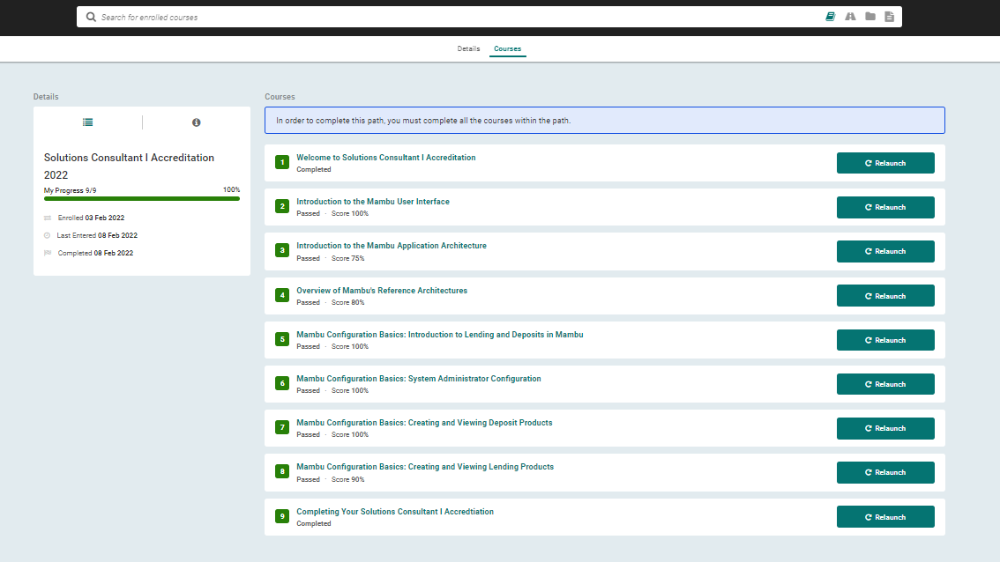 Search for enrolled courses
Details
Courses
Details
Solutions Consultant I Accreditation
2022
My Progress 9/9
100%
Enrolled 03 Feb 2022
Last Entered 08 Feb 2022
Completed 08 Feb 2022
Courses
In order to complete this path, you must complete all the courses within the path.
1
Welcome to Solutions Consultant I Accreditation
Completed
Relaunch
2
Introduction to the Mambu User Interface
Passed · Score 100%
Relaunch
3
Introduction to the Mambu Application Architecture
Passed · Score 75%
Relaunch
4
Overview of Mambu's Reference Architectures
Passed · Score 80%
Relaunch
5
Mambu Configuration Basics: Introduction to Lending and Deposits in Mambu
Passed · Score 100%
Relaunch
6
Mambu Configuration Basics: System Administrator Configuration
Passed · Score 100%
Relaunch
7
Mambu Configuration Basics: Creating and Viewing Deposit Products
Passed · Score 100%
Relaunch
8
Mambu Configuration Basics: Creating and Viewing Lending Products
Passed · Score 90%
Relaunch
9
Completing Your Solutions Consultant I Accredtiation
Completed
Relaunch